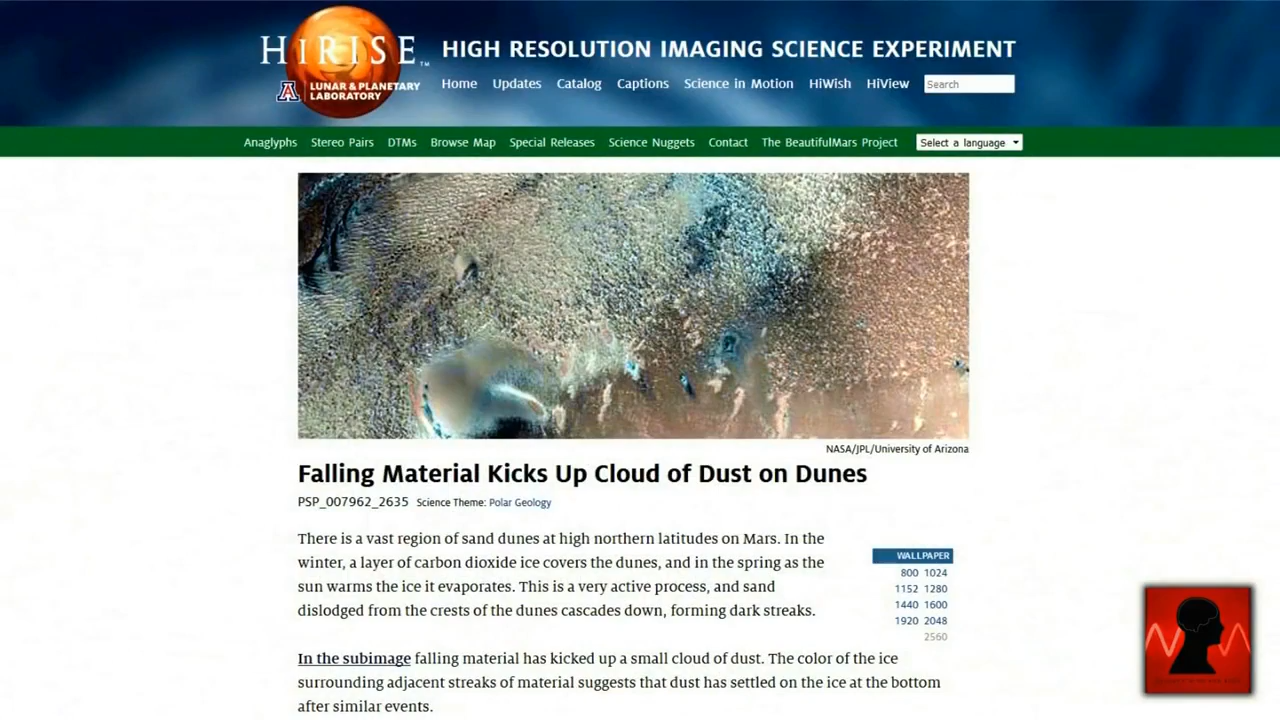 HiRISE™
LUNAR & PLANETARY
LABORATORY
HIGH RESOLUTION IMAGING SCIENCE EXPERIMENT
Home Updates Catalog Captions Science in Motion HiWish HiView Search
Anaglyphs Stereo Pairs DTMs Browse Map Special Releases Science Nuggets Contact The BeautifulMars Project Select a language
NASA/JPL/University of Arizona
Falling Material Kicks Up Cloud of Dust on Dunes
PSP_007962_2635 Science Theme: Polar Geology
There is a vast region of sand dunes at high northern latitudes on Mars. In the
winter, a layer of carbon dioxide ice covers the dunes, and in the spring as the
sun warms the ice it evaporates. This is a very active process, and sand
dislodged from the crests of the dunes cascades down, forming dark streaks.
WALLPAPER
800 1024
1152 1280
1440 1600
1920 2048
2560
In the subimage falling material has kicked up a small cloud of dust. The color of the ice
surrounding adjacent streaks of material suggests that dust has settled on the ice at the bottom
after similar events.